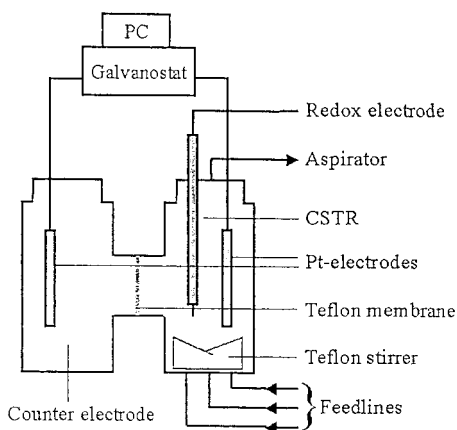 PC
Galvanostat
Redox electrode
Aspirator
CSTR
Pt-electrodes
Teflon membrane
Teflon stirrer
Feedlines
Counter electrode